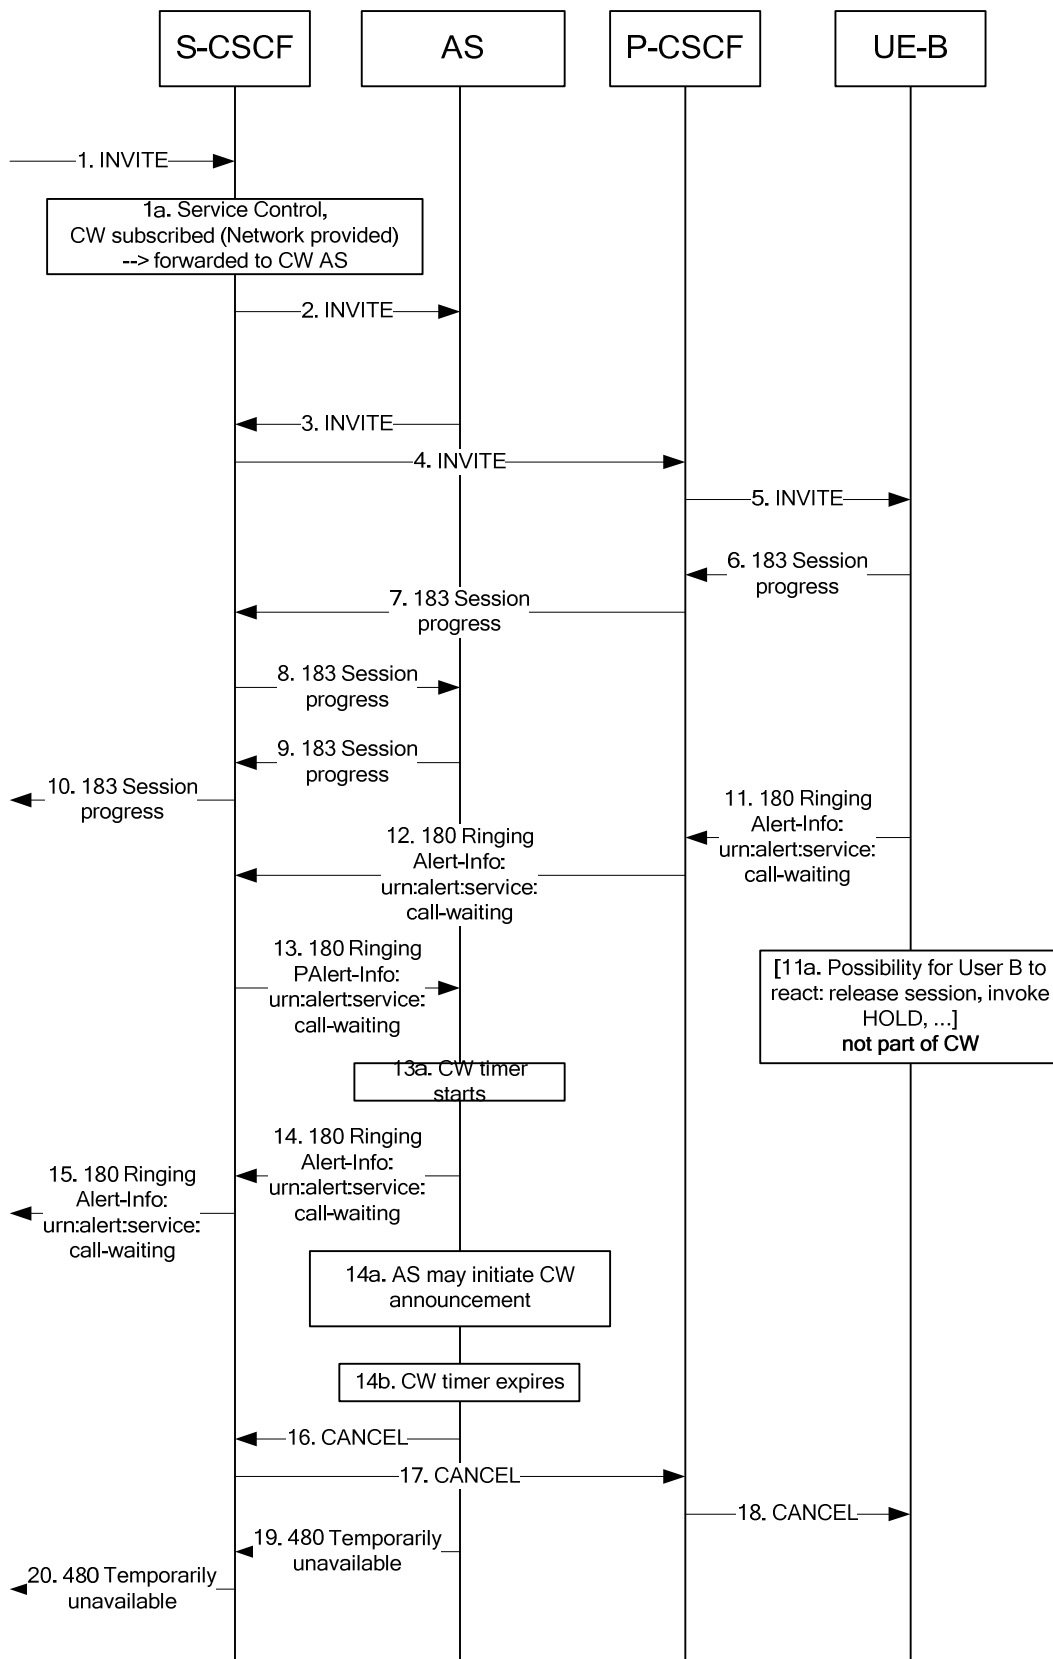 S-CSCF
AS
P-CSCF
UE-B
1. INVITE
1a. Service Control,
CW subscribed (Network provided)
--> forwarded to CW AS
2. INVITE
3. INVITE
4. INVITE
5. INVITE
6. 183 Session
progress
7. 183 Session
progress
8. 183 Session
progress
9. 183 Session
progress
10. 183 Session
progress
11. 180 Ringing
Alert-Info:
urn:alert:service:
call-waiting
12. 180 Ringing
Alert-Info:
urn:alert:service:
call-waiting
13. 180 Ringing
PAlert-Info:
urn:alert:service:
call-waiting
[11a. Possibility for User B to
react: release session, invoke
HOLD, ...]
not part of CW
13a. CW timer
starts
14. 180 Ringing
Alert-Info:
urn:alert:service:
call-waiting
15. 180 Ringing
Alert-Info:
urn:alert:service:
call-waiting
14a. AS may initiate CW
announcement
14b. CW timer expires
16. CANCEL
17. CANCEL
18. CANCEL
19. 480 Temporarily
unavailable
20. 480 Temporarily
unavailable